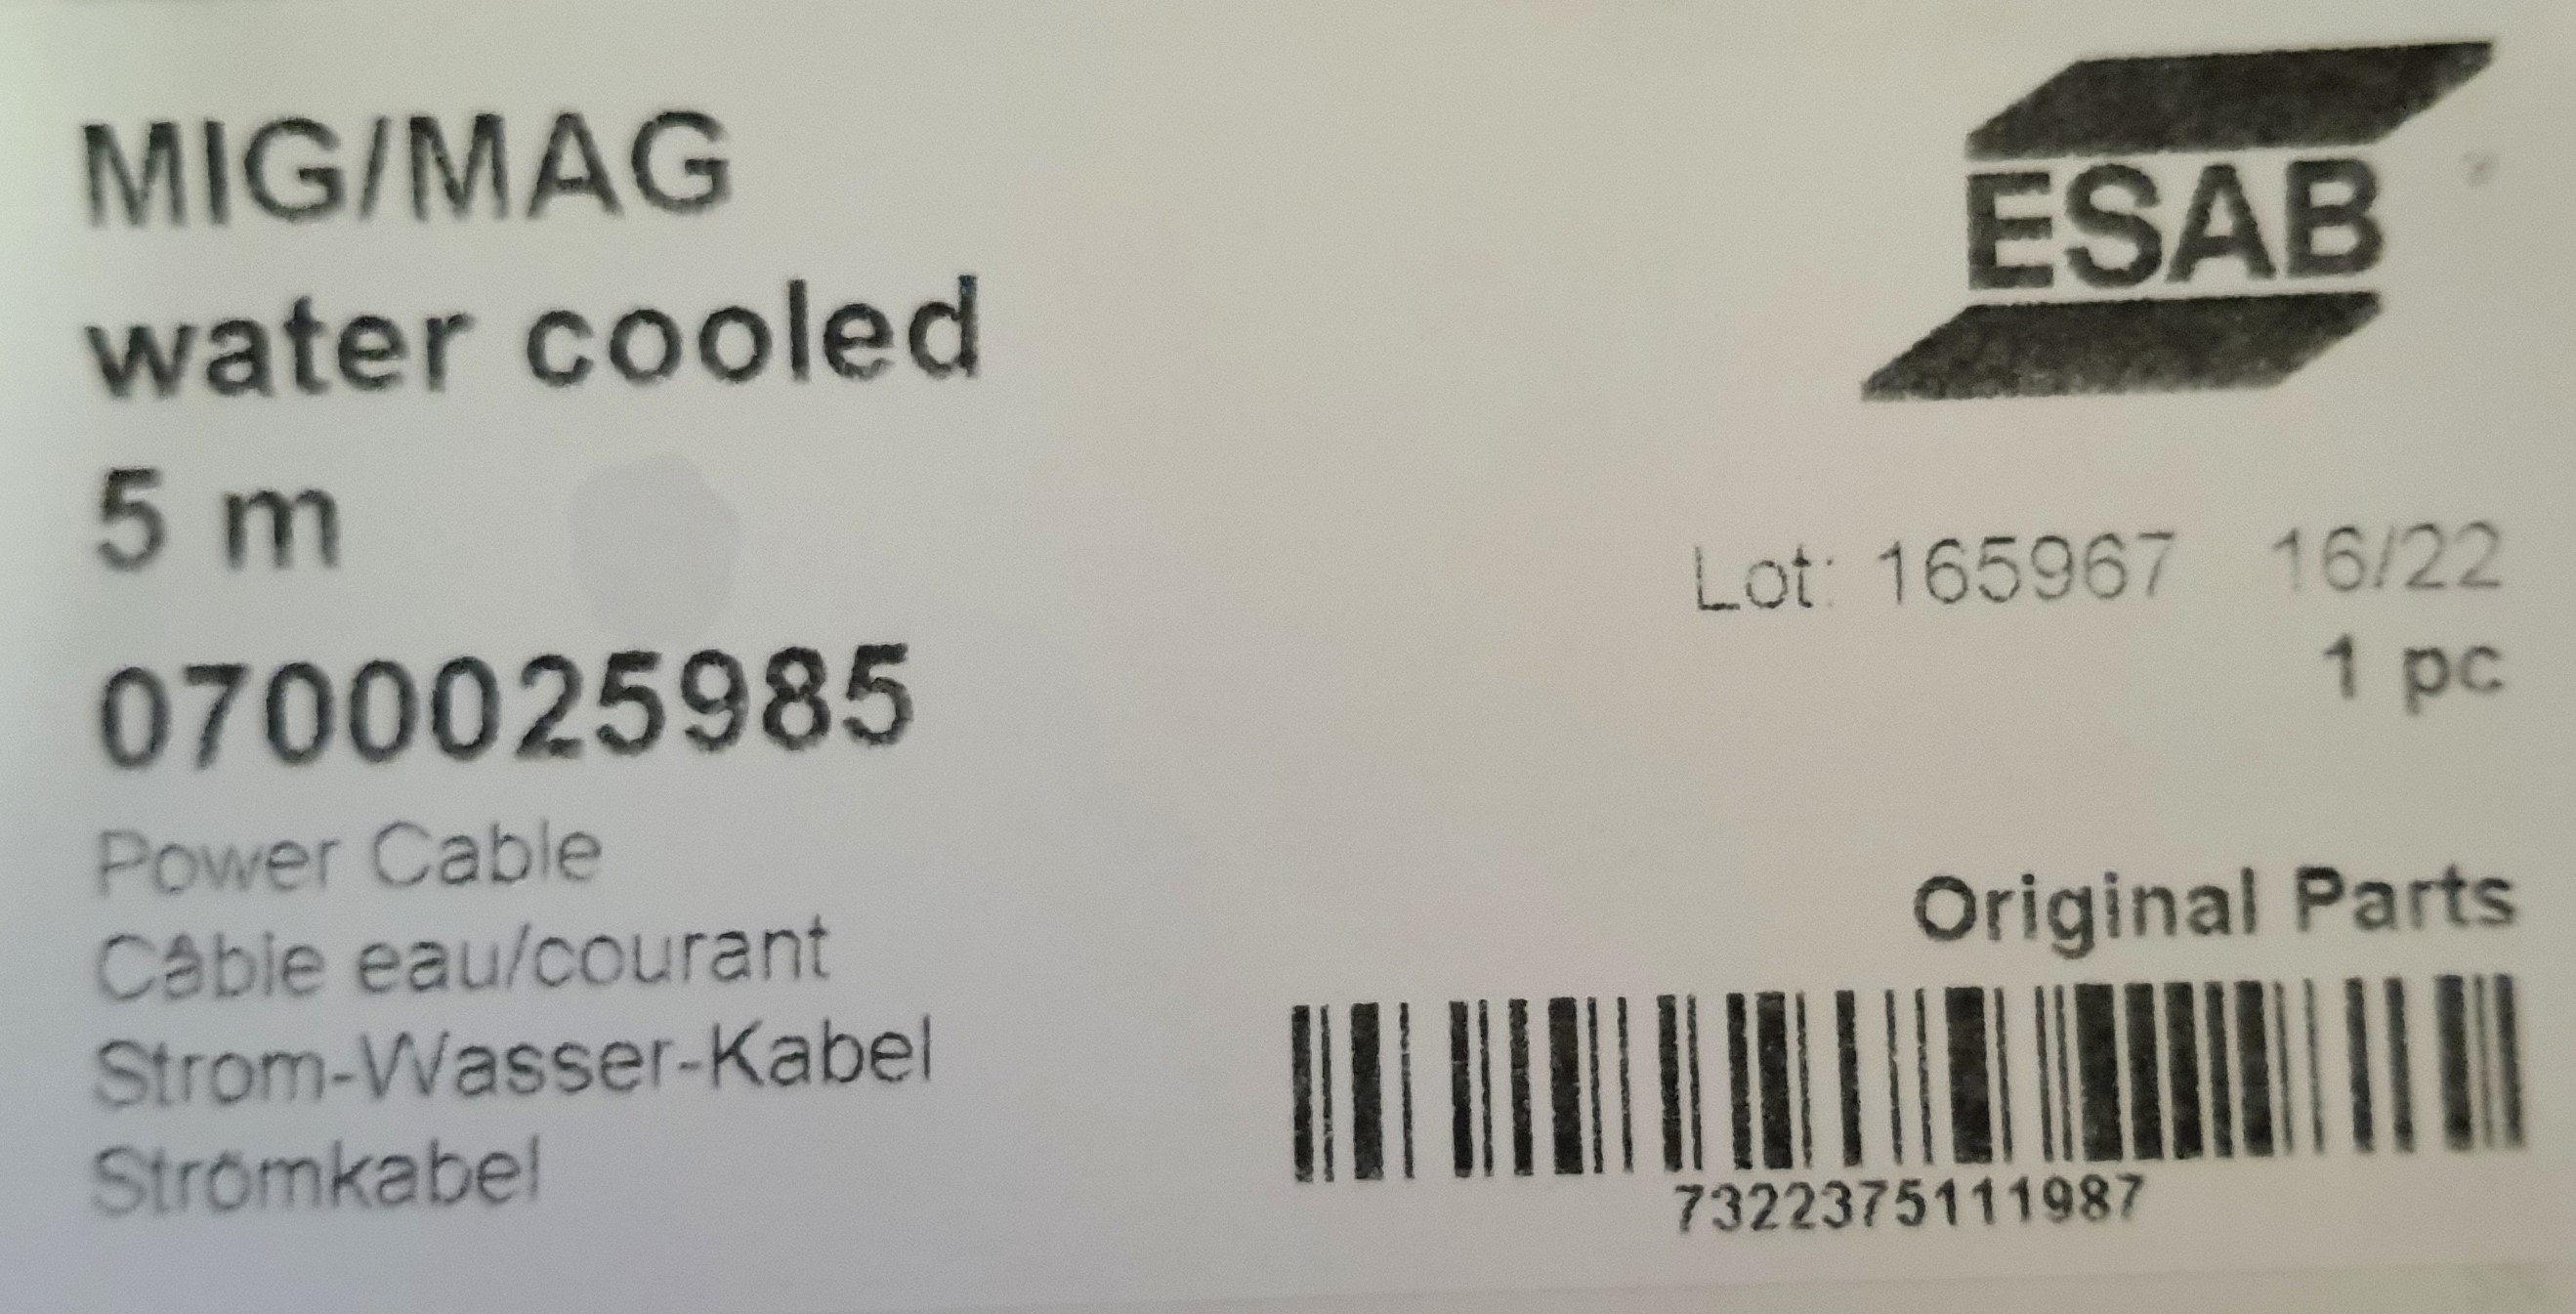 MIG/MAG
water cooled
5 m
0700025985
Power Cable
Câble eau/courant
Strom-Wasser-Kabel
Strömkabel
ESAB
Lot: 165967 16/22
1 pc
Original Parts
7322375111987